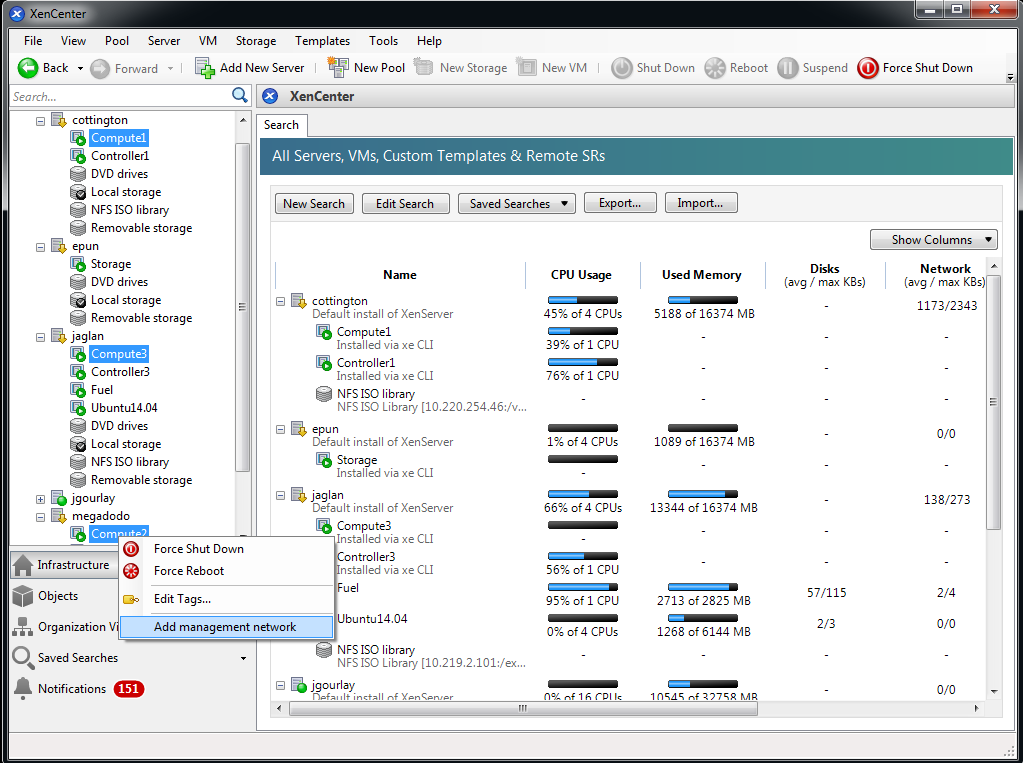 XenCenter
File View Pool Server VM Storage Templates Tools Help
Back Forward Add New Server New Pool New Storage New VM Shut Down Reboot Suspend Force Shut Down
Search...
cottington
Compute1
Controller1
DVD drives
Local storage
NFS ISO library
Removable storage
epun
Storage
DVD drives
Local storage
Removable storage
jaglan
Compute3
Controller3
Fuel
Ubuntu14.04
DVD drives
Local storage
NFS ISO library
Removable storage
jgourlay
megadodo
Compute2
Infrastructure
Objects
Organization Vi
Saved Searches
Notifications 151
Force Shut Down
Force Reboot
Edit Tags...
Add management network
XenCenter
Search
All Servers, VMs, Custom Templates & Remote SRs
New Search Edit Search Saved Searches Export... Import...
Show Columns
Name CPU Usage Used Memory Disks Network
(avg / max KBs) (avg / max KBs)
cottington - 1173/2343
Default install of XenServer 45% of 4 CPUs 5188 of 16374 MB
Compute1 - - -
Installed via xe CLI 39% of 1 CPU
Controller1 - - -
Installed via xe CLI 76% of 1 CPU
NFS ISO library - - - -
NFS ISO Library [10.220.254.46:/v...
epun - 0/0
Default install of XenServer 1% of 4 CPUs 1089 of 16374 MB
Storage - - -
Installed via xe CLI
jaglan - 138/273
Default install of XenServer 66% of 4 CPUs 13344 of 16374 MB
Compute3 - - -
Installed via xe CLI
Controller3 - - -
Installed via xe CLI 56% of 1 CPU
Fuel 57/115 2/4
95% of 1 CPU 2713 of 2825 MB
Ubuntu14.04 2/3 0/0
0% of 4 CPUs 1268 of 6144 MB
NFS ISO library - - - -
NFS ISO Library [10.219.2.101:/ex...
jgourlay - 0/0
Default install of XenServer 0% of 16 CPUs 10545 of 32758 MB